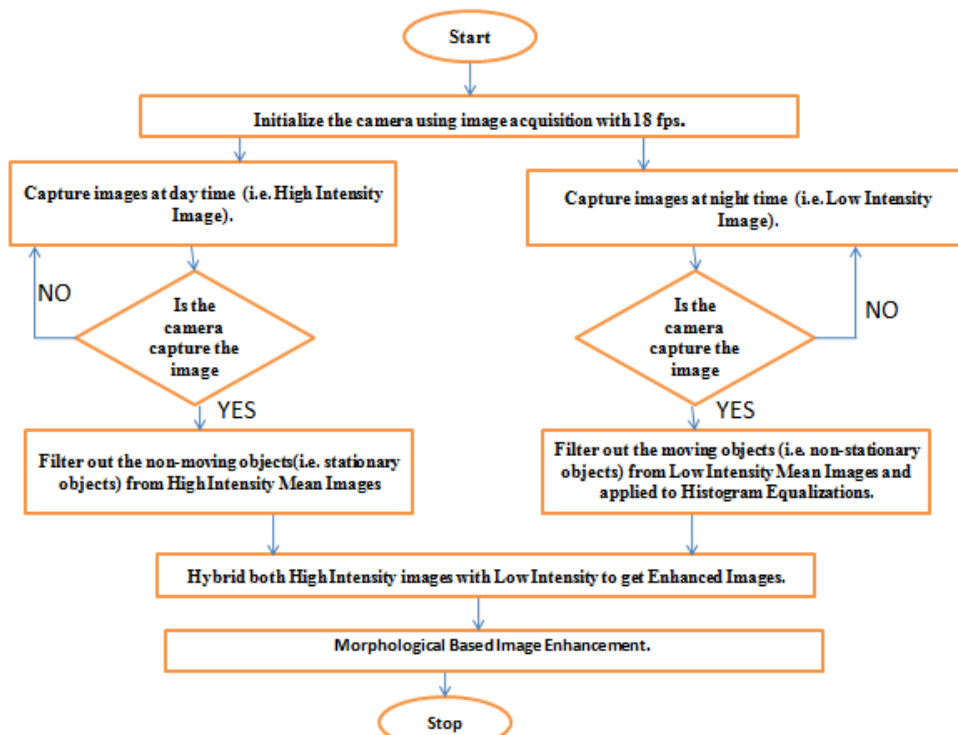 Start
Initialize the camera using image acquisition with 18 fps.
Capture images at day time (i.e. High Intensity
Image).
Capture images at night time (i.e. Low Intensity
Image).
NO
Is the
camera
capture the
image
Is the
camera
capture the
image
NO
YES
YES
Filter out the non-moving objects(i.e. stationary
objects) from High Intensity Mean Images
Filter out the moving objects (i.e. non-stationary
objects) from Low Intensity Mean Images and
applied to Histogram Equalizations.
Hybrid both High Intensity images with Low Intensity to get Enhanced Images.
Morphological Based Image Enhancement.
Stop